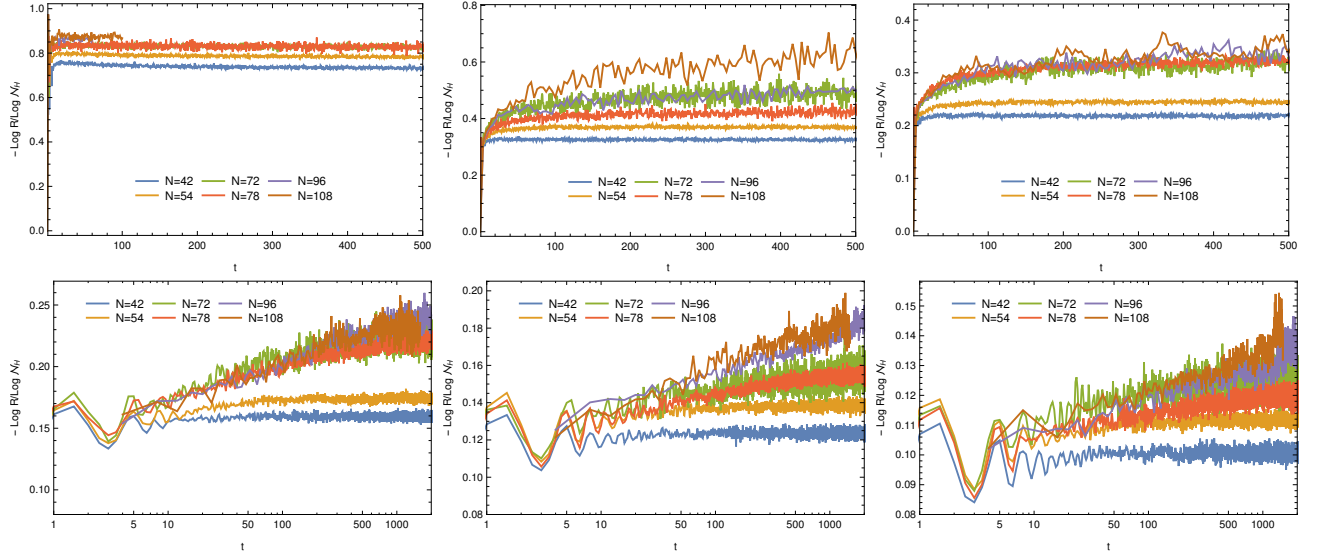 − Log R/Log 𝒩_H
1.0
0.8
0.6
0.4
0.2
0.0
N=42 N=72 N=96
N=54 N=78 N=108
100 200 300 400 500
t
− Log R/Log 𝒩_H
0.8
0.6
0.4
0.2
0.0
N=42 N=72 N=96
N=54 N=78 N=108
100 200 300 400 500
t
− Log R/Log 𝒩_H
0.4
0.3
0.2
0.1
0.0
N=42 N=72 N=96
N=54 N=78 N=108
100 200 300 400 500
t
− Log R/Log 𝒩_H
0.25
0.20
0.15
0.10
N=42 N=72 N=96
N=54 N=78 N=108
1 5 10 50 100 500 1000
t
− Log R/Log 𝒩_H
0.20
0.18
0.16
0.14
0.12
0.10
0.08
N=42 N=72 N=96
N=54 N=78 N=108
1 5 10 50 100 500 1000
t
− Log R/Log 𝒩_H
0.15
0.14
0.13
0.12
0.11
0.10
0.09
0.08
N=42 N=72 N=96
N=54 N=78 N=108
1 5 10 50 100 500 1000
t